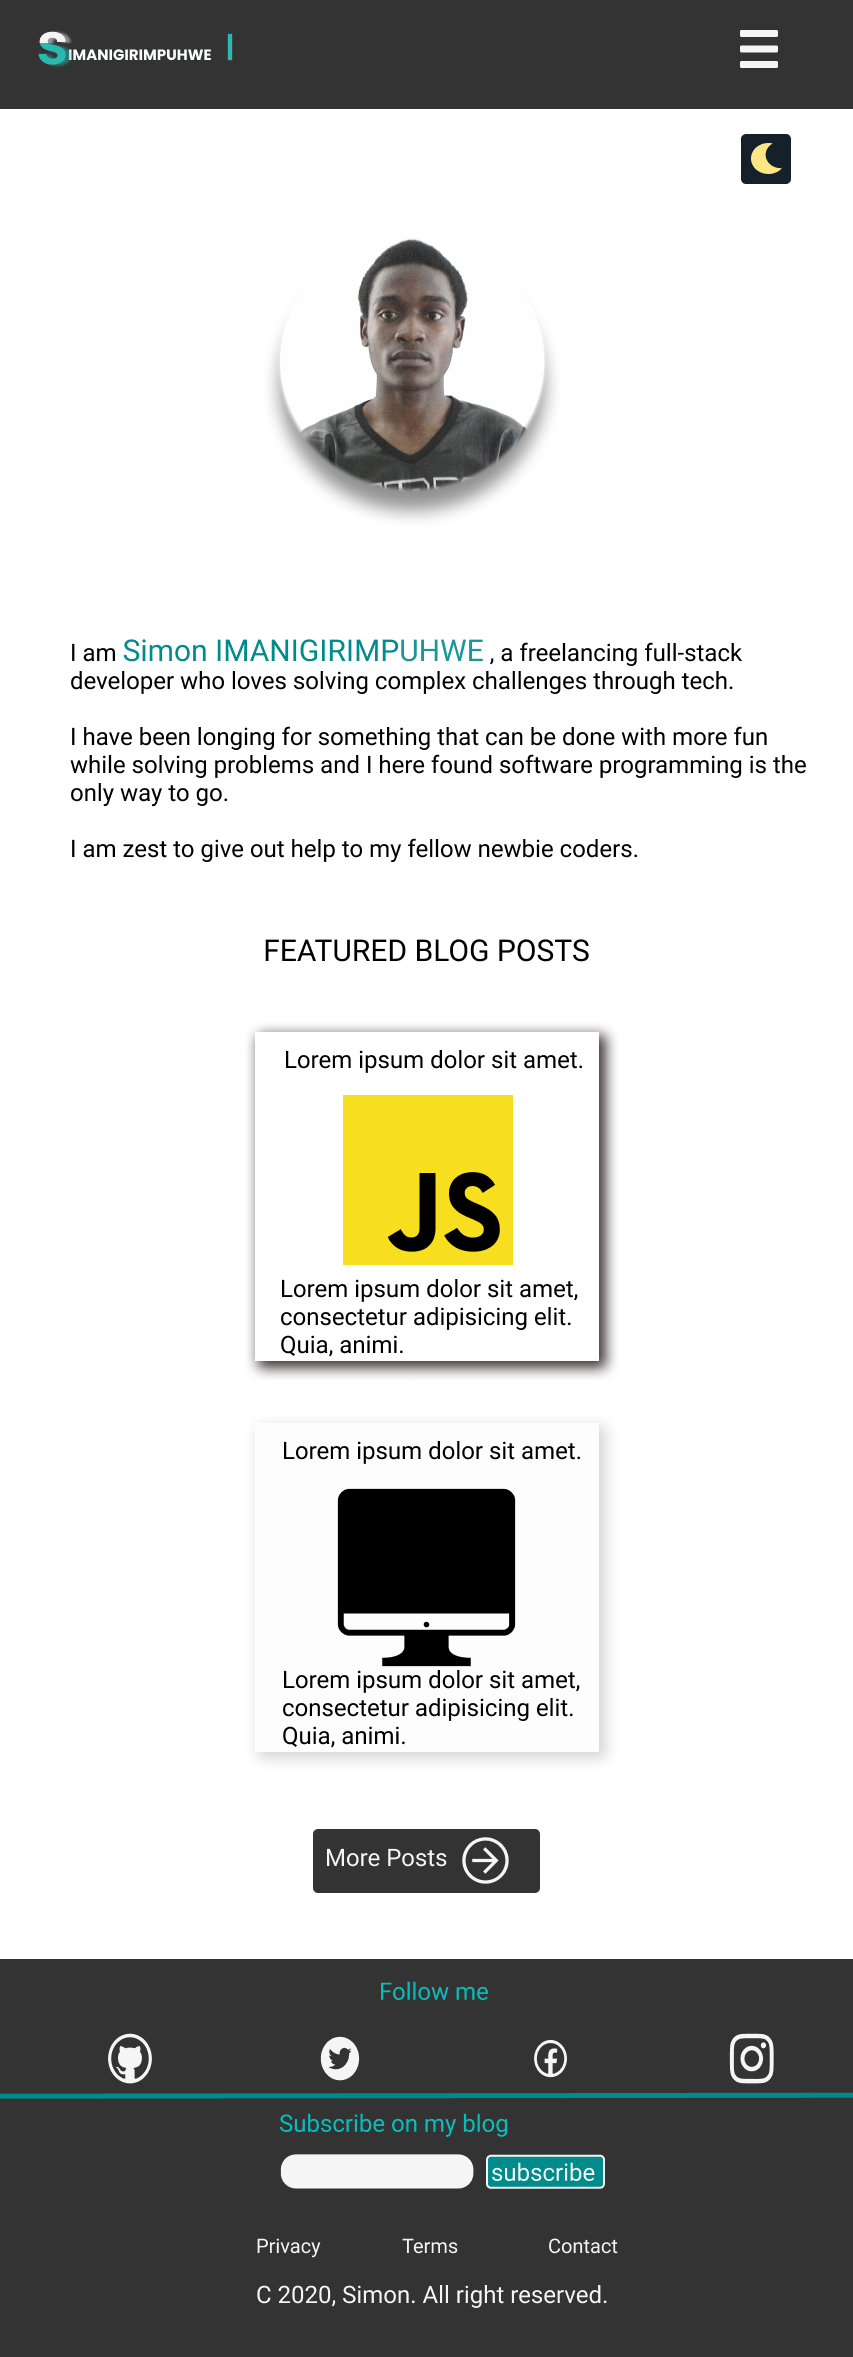 SIMANIGIRIMPUHWE
I am Simon IMANIGIRIMPUHWE , a freelancing full-stack
developer who loves solving complex challenges through tech.
I have been longing for something that can be done with more fun
while solving problems and I here found software programming is the
only way to go.
I am zest to give out help to my fellow newbie coders.
FEATURED BLOG POSTS
Lorem ipsum dolor sit amet.
JS
Lorem ipsum dolor sit amet,
consectetur adipisicing elit.
Quia, animi.
Lorem ipsum dolor sit amet.
Lorem ipsum dolor sit amet,
consectetur adipisicing elit.
Quia, animi.
More Posts
Follow me
Subscribe on my blog
subscribe
Privacy Terms Contact
C 2020, Simon. All right reserved.